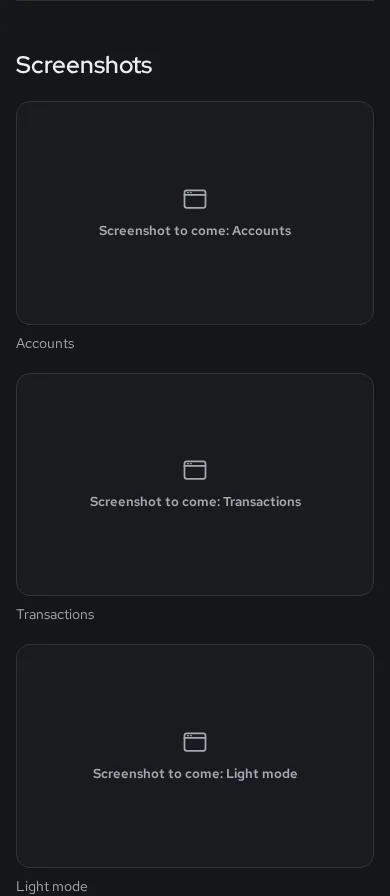 Screenshots
Screenshot to come: Accounts
Accounts
Screenshot to come: Transactions
Transactions
Screenshot to come: Light mode
Light mode